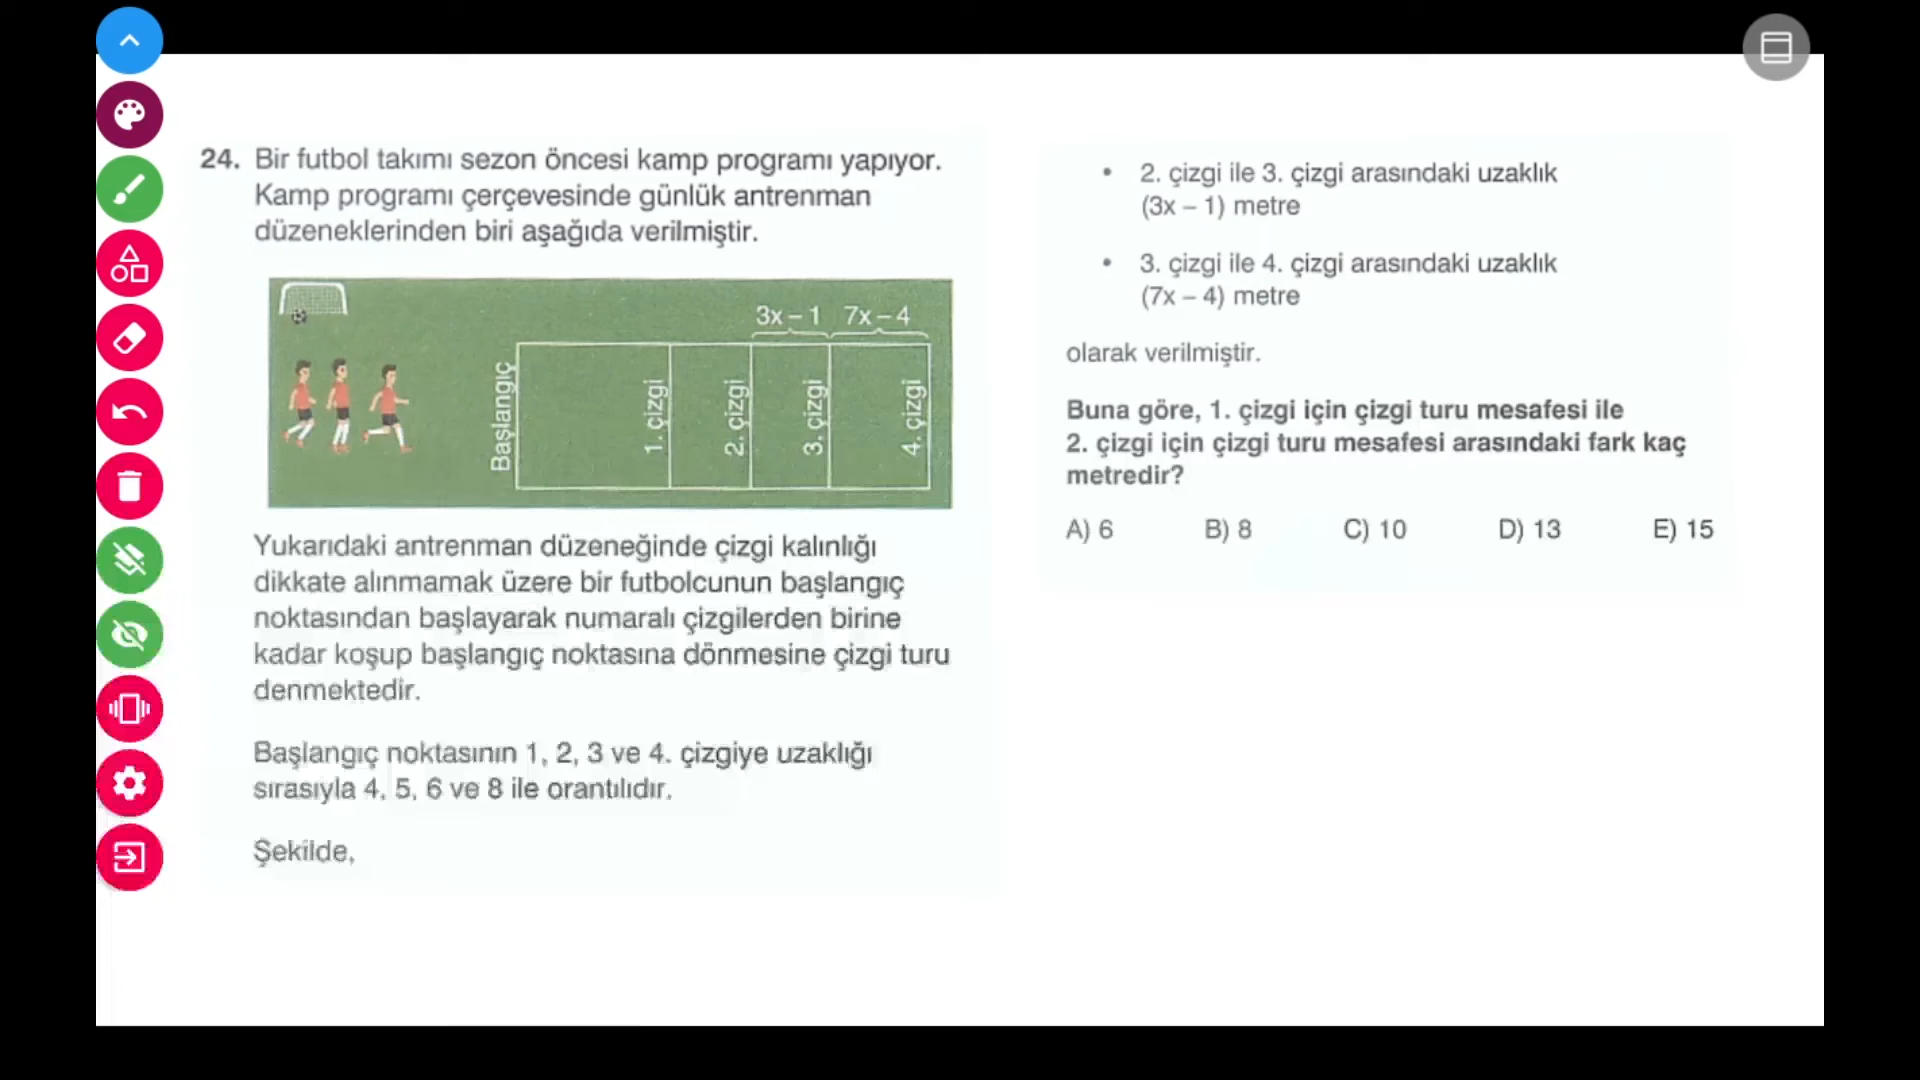 24. Bir futbol takımı sezon öncesi kamp programı yapıyor.
Kamp programı çerçevesinde günlük antrenman
düzeneklerinden biri aşağıda verilmiştir.
3x – 1 7x – 4
Başlangıç
1. çizgi
2. çizgi
3. çizgi
4. çizgi
Yukarıdaki antrenman düzeneğinde çizgi kalınlığı
dikkate alınmamak üzere bir futbolcunun başlangıç
noktasından başlayarak numaralı çizgilerden birine
kadar koşup başlangıç noktasına dönmesine çizgi turu
denmektedir.
Başlangıç noktasının 1, 2, 3 ve 4. çizgiye uzaklığı
sırasıyla 4, 5, 6 ve 8 ile orantılıdır.
Şekilde,
• 2. çizgi ile 3. çizgi arasındaki uzaklık
(3x – 1) metre
• 3. çizgi ile 4. çizgi arasındaki uzaklık
(7x – 4) metre
olarak verilmiştir.
Buna göre, 1. çizgi için çizgi turu mesafesi ile
2. çizgi için çizgi turu mesafesi arasındaki fark kaç
metredir?
A) 6 B) 8 C) 10 D) 13 E) 15